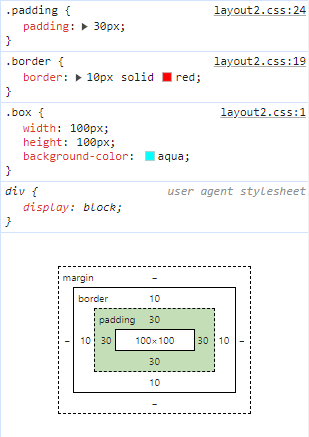 .padding { layout2.css:24
padding: ▶ 30px;
}
.border { layout2.css:19
border: ▶ 10px solid red;
}
.box { layout2.css:1
width: 100px;
height: 100px;
background-color: aqua;
}
div { user agent stylesheet
display: block;
}
margin –
border 10
padding 30
– 10 30 100×100 30 10 –
30
10
–